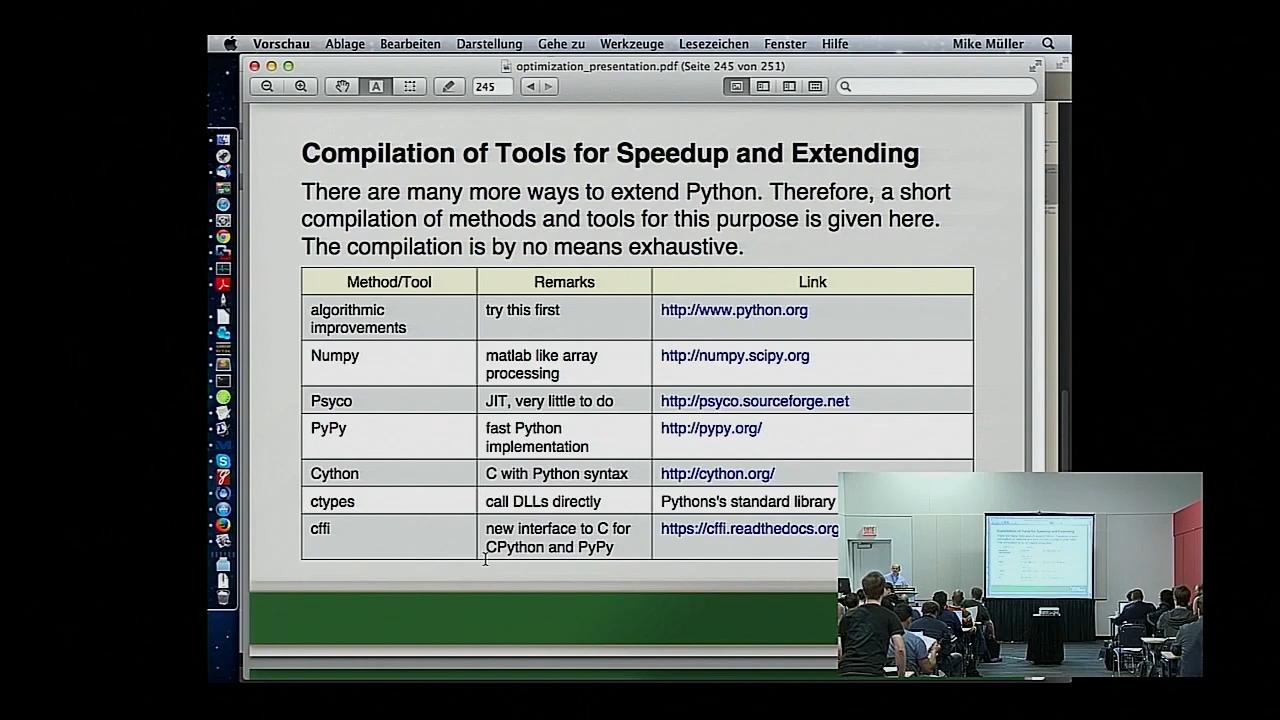 Vorschau Ablage Bearbeiten Darstellung Gehe zu Werkzeuge Lesezeichen Fenster Hilfe Mike Müller
optimization_presentation.pdf (Seite 245 von 251)
A 245
Compilation of Tools for Speedup and Extending
There are many more ways to extend Python. Therefore, a short
compilation of methods and tools for this purpose is given here.
The compilation is by no means exhaustive.
Method/Tool Remarks Link
algorithmic improvements try this first http://www.python.org
Numpy matlab like array processing http://numpy.scipy.org
Psyco JIT, very little to do http://psyco.sourceforge.net
PyPy fast Python implementation http://pypy.org/
Cython C with Python syntax http://cython.org/
ctypes call DLLs directly Pythons's standard library
cffi new interface to C for CPython and PyPy https://cffi.readthedocs.org